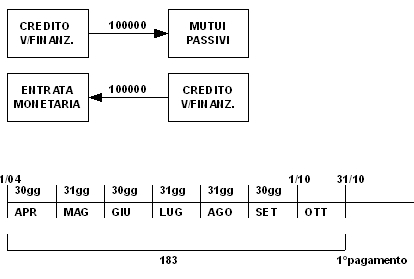 CREDITO V/FINANZ. 100000 MUTUI PASSIVI
ENTRATA MONETARIA 100000 CREDITO V/FINANZ.
1/04 1/10 31/10
30gg 31gg 30gg 31gg 31gg 30gg
APR MAG GIU LUG AGO SET OTT
183 1°pagamento